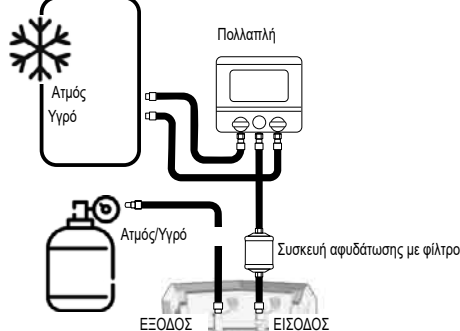 Πολλαπλή
Ατμός
Υγρό
Ατμός/Υγρό
Συσκευή αφυδάτωσης με φίλτρο
ΕΞΟΔΟΣ
ΕΙΣΟΔΟΣ